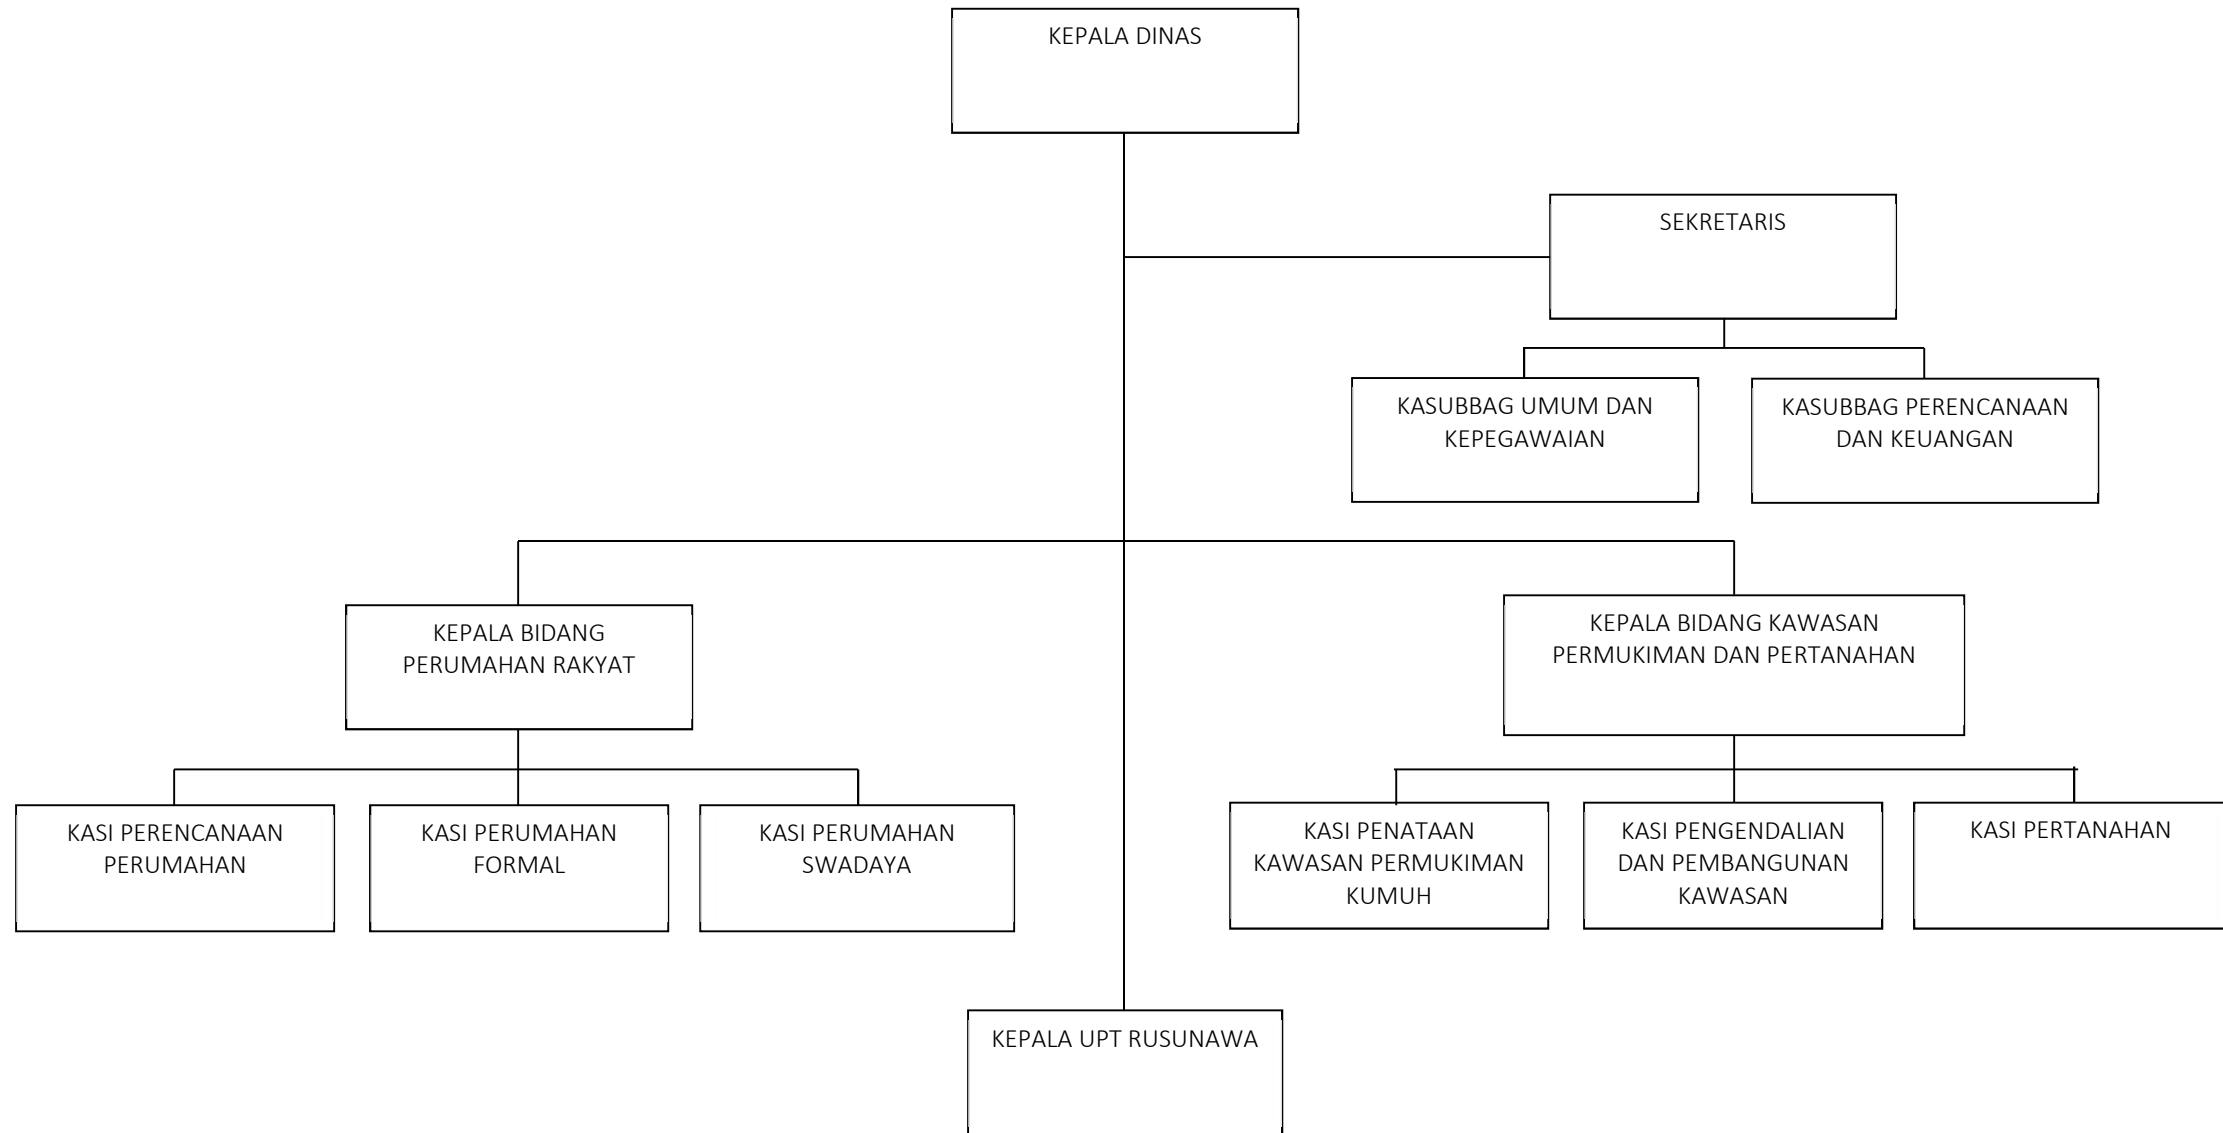 KEPALA DINAS
SEKRETARIS
KASUBBAG UMUM DAN
KEPEGAWAIAN
KASUBBAG PERENCANAAN
DAN KEUANGAN
KEPALA BIDANG
PERUMAHAN RAKYAT
KEPALA BIDANG KAWASAN
PERMUKIMAN DAN PERTANAHAN
KASI PERENCANAAN
PERUMAHAN
KASI PERUMAHAN
FORMAL
KASI PERUMAHAN
SWADAYA
KASI PENATAAN
KAWASAN PERMUKIMAN
KUMUH
KASI PENGENDALIAN
DAN PEMBANGUNAN
KAWASAN
KASI PERTANAHAN
KEPALA UPT RUSUNAWA